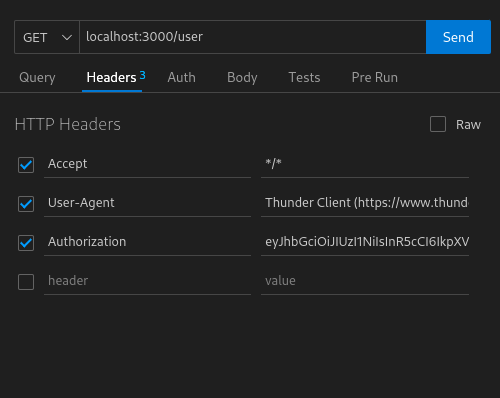 GET localhost:3000/user Send
Query Headers 3 Auth Body Tests Pre Run
HTTP Headers Raw
Accept */*
User-Agent Thunder Client (https://www.thund
Authorization eyJhbGciOiJIUzI1NiIsInR5cCI6IkpXV
header value